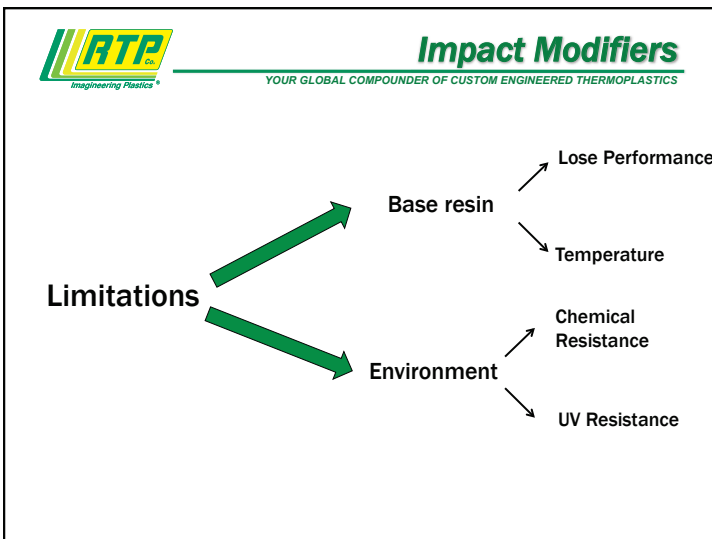 RTP
Co.
Imagineering Plastics®
Impact Modifiers
YOUR GLOBAL COMPOUNDER OF CUSTOM ENGINEERED THERMOPLASTICS
Limitations
Base resin
Lose Performance
Temperature
Environment
Chemical
Resistance
UV Resistance